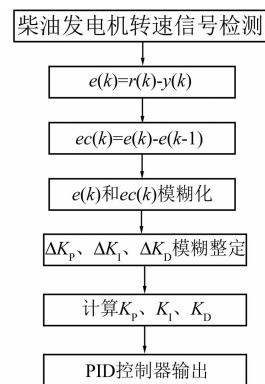 柴油发电机转速信号检测
e(k)=r(k)-y(k)
ec(k)=e(k)-e(k-1)
e(k)和ec(k)模糊化
ΔKP、ΔKI、ΔKD模糊整定
计算KP、KI、KD
PID控制器输出